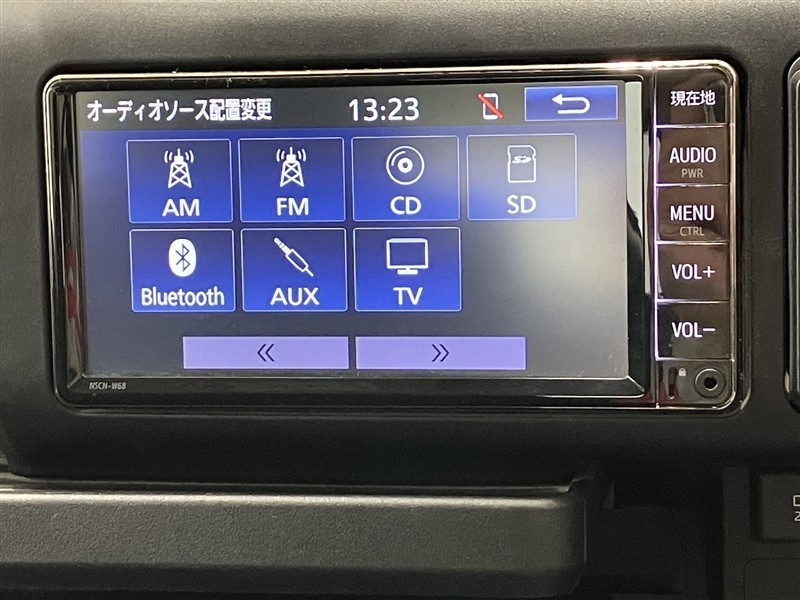 オーディオソース配置変更 13:23
現在地
AM FM CD SD
Bluetooth AUX TV
AUDIO
PWR
MENU
CTRL
VOL+
VOL−
«  »
NSCN-W68